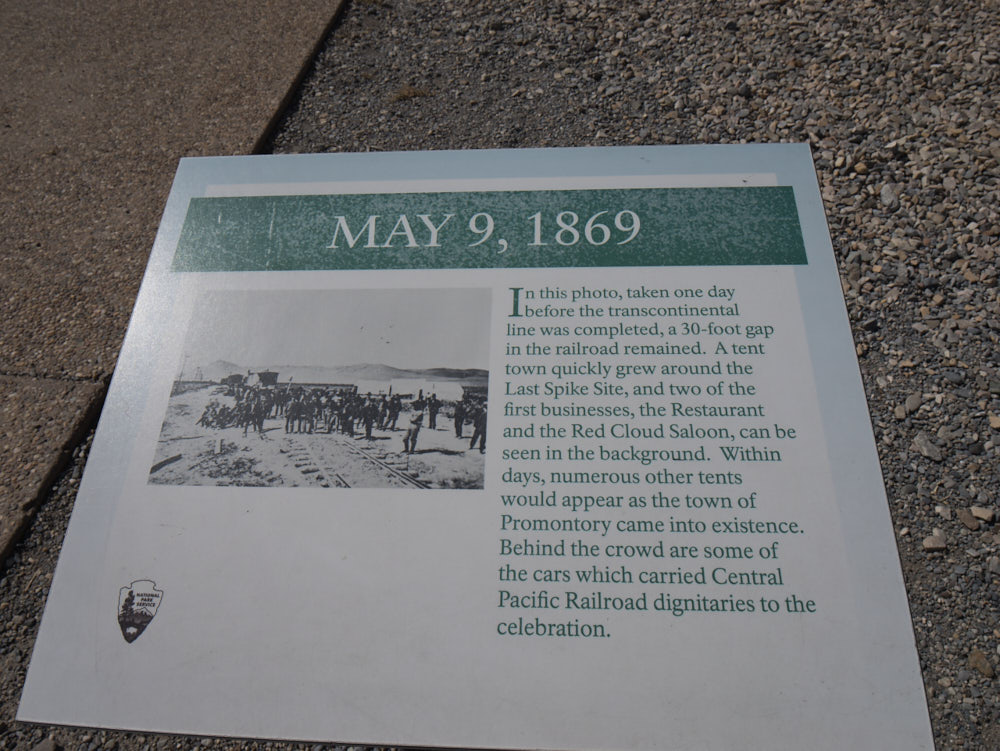 MAY 9, 1869
In this photo, taken one day
before the transcontinental
line was completed, a 30-foot gap
in the railroad remained. A tent
town quickly grew around the
Last Spike Site, and two of the
first businesses, the Restaurant
and the Red Cloud Saloon, can be
seen in the background. Within
days, numerous other tents
would appear as the town of
Promontory came into existence.
Behind the crowd are some of
the cars which carried Central
Pacific Railroad dignitaries to the
celebration.
NATIONAL
PARK
SERVICE